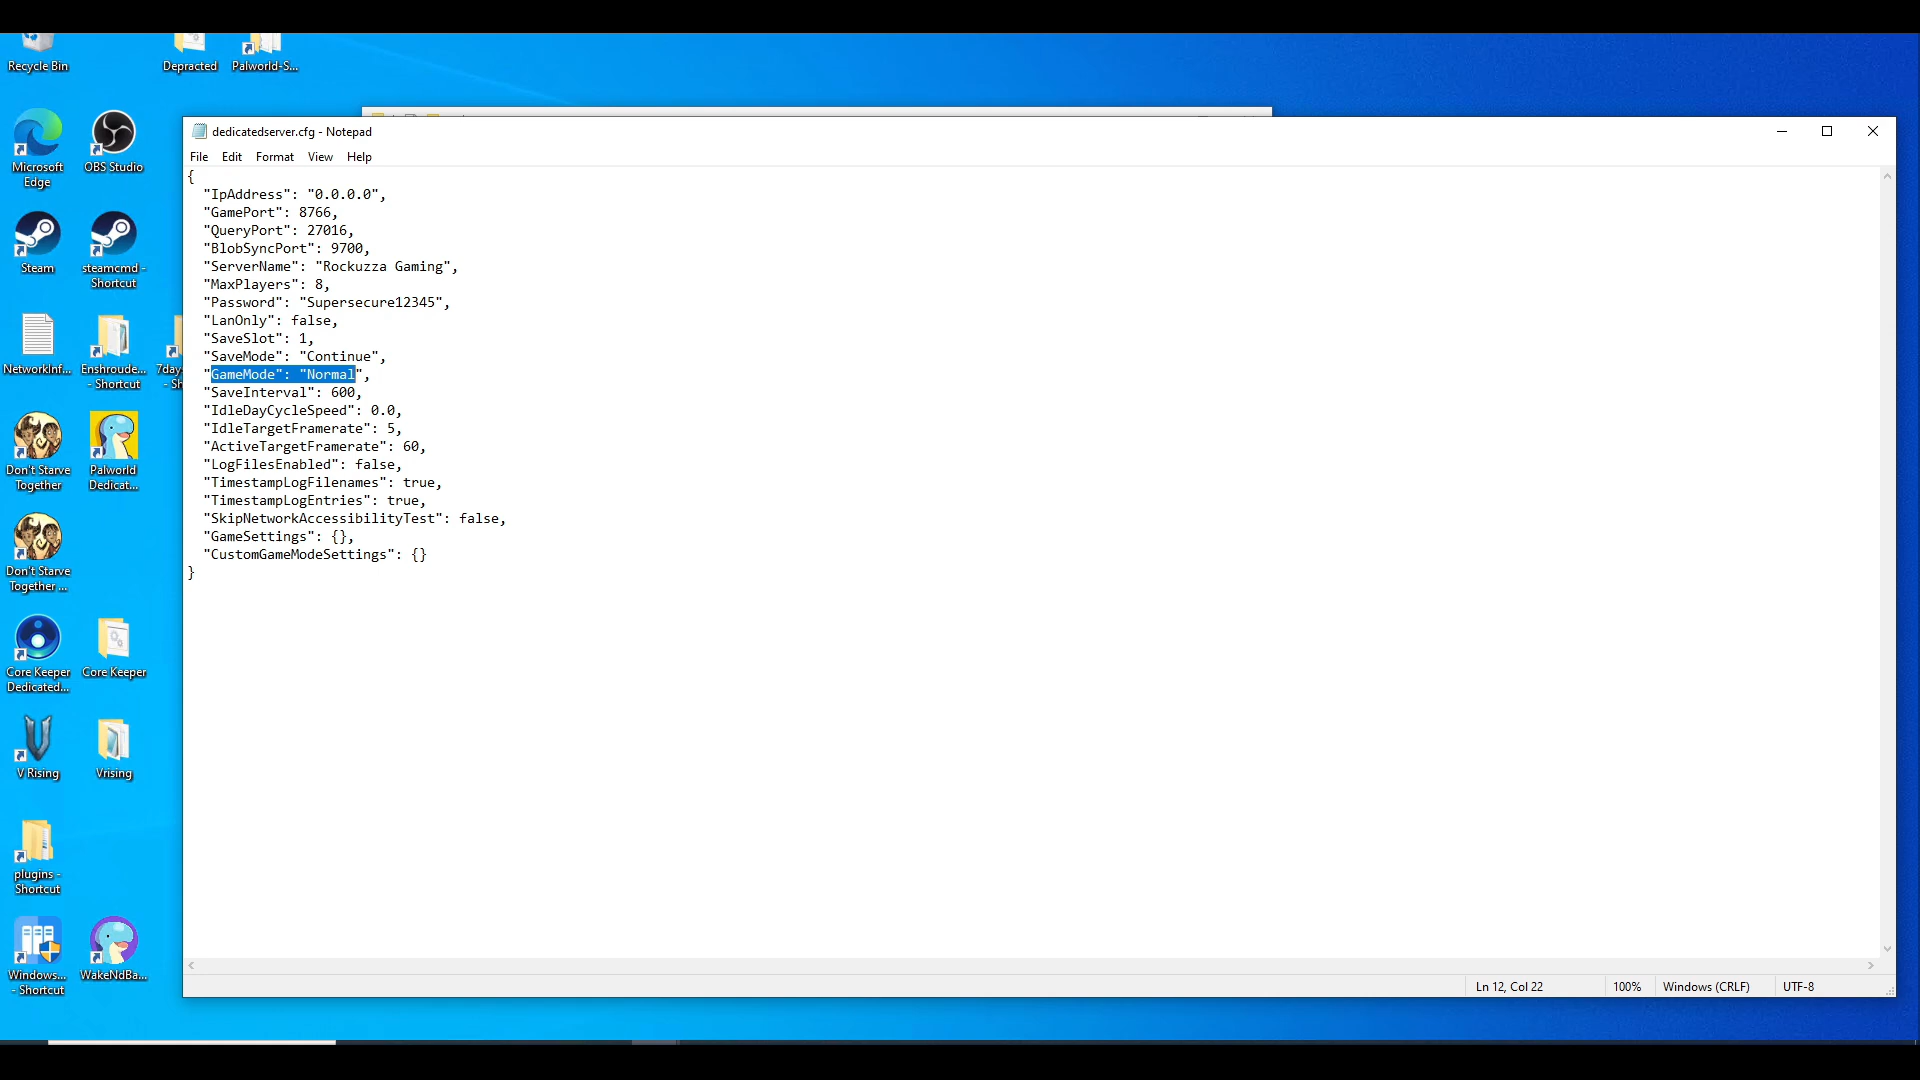 Recycle Bin
Depracted
Palworld-S...
Microsoft
Edge
OBS Studio
Steam
steamcmd -
Shortcut
NetworkInf...
Enshroude...
- Shortcut
7day
- Sh
Don't Starve
Together
Palworld
Dedicat...
Don't Starve
Together ...
Core Keeper
Dedicated...
Core Keeper
V Rising
Vrising
plugins -
Shortcut
Windows...
- Shortcut
WakeNdBa...
dedicatedserver.cfg - Notepad
File Edit Format View Help
{
"IpAddress": "0.0.0.0",
"GamePort": 8766,
"QueryPort": 27016,
"BlobSyncPort": 9700,
"ServerName": "Rockuzza Gaming",
"MaxPlayers": 8,
"Password": "Supersecure12345",
"LanOnly": false,
"SaveSlot": 1,
"SaveMode": "Continue",
"GameMode": "Normal",
"SaveInterval": 600,
"IdleDayCycleSpeed": 0.0,
"IdleTargetFramerate": 5,
"ActiveTargetFramerate": 60,
"LogFilesEnabled": false,
"TimestampLogFilenames": true,
"TimestampLogEntries": true,
"SkipNetworkAccessibilityTest": false,
"GameSettings": {},
"CustomGameModeSettings": {}
}
Ln 12, Col 22
100%
Windows (CRLF)
UTF-8